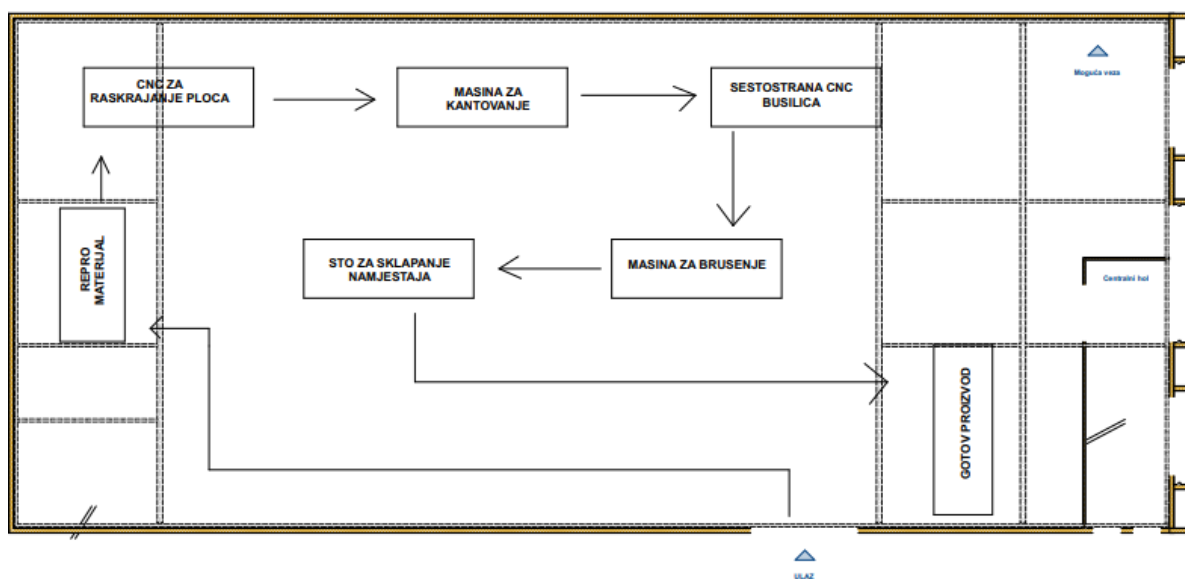 CNC ZA
RASKRAJANJE PLOCA
MASINA ZA
KANTOVANJE
SESTOSTRANA CNC
BUSILICA
Moguća veza
REPRO
MATERIJAL
STO ZA SKLAPANJE
NAMJESTAJA
MASINA ZA BRUSENJE
Centralni hol
GOTOV PROIZVOD
ULAZ